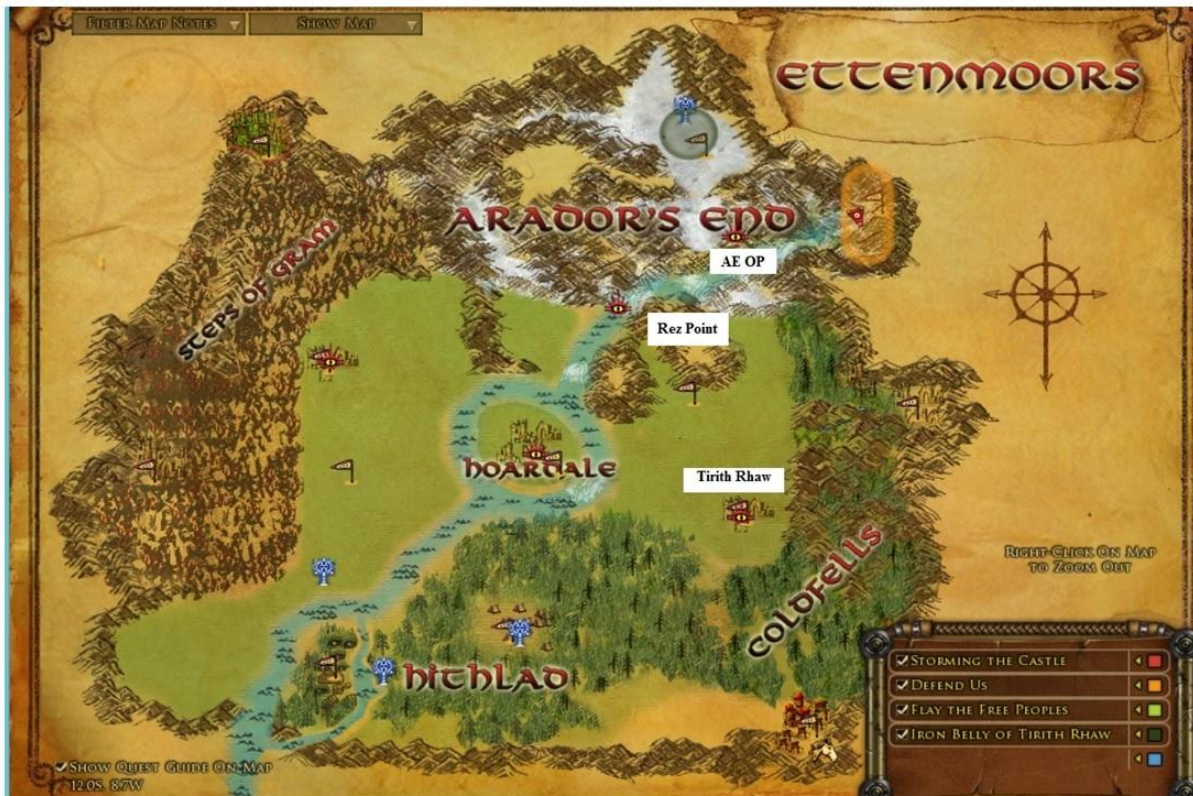 Filter Map Notes
Show Map
ETTENMOORS
ARADOR'S END
AE OP
STEPS OF GRAM
Rez Point
HOARDALE
Tirith Rhaw
COLDFELLS
Right-Click On Map
to Zoom Out
HITHLAD
Storming the Castle
Defend Us
Flay the Free Peoples
Iron Belly of Tirith Rhaw
Show Quest Guide On Map
12.0S, 8.7W